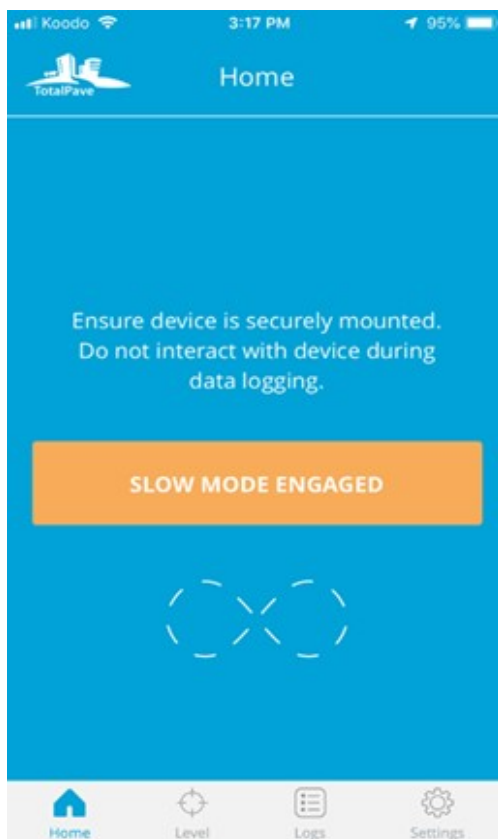 Koodo 3:17 PM 95%
TotalPave
Home
Ensure device is securely mounted.
Do not interact with device during
data logging.
SLOW MODE ENGAGED
Home Level Logs Settings